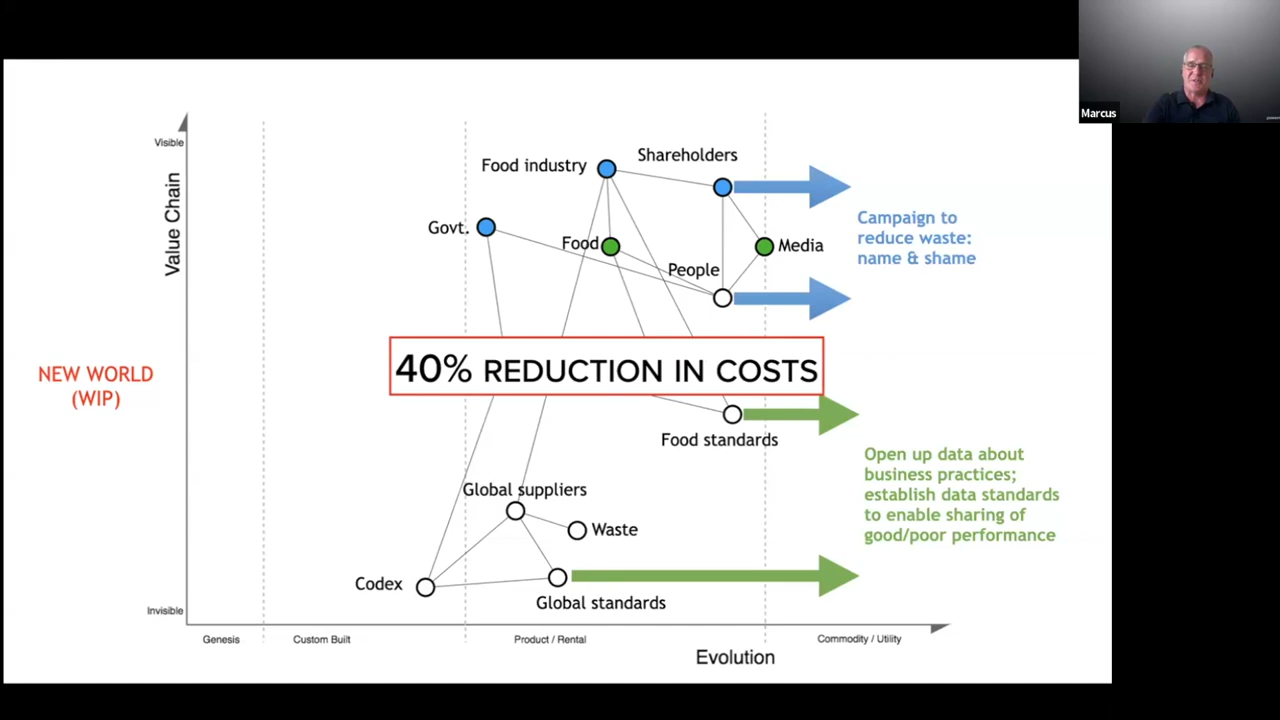 Marcus
Visible
Value Chain
Food industry
Shareholders
Govt.
Food
People
Media
Campaign to
reduce waste:
name & shame
NEW WORLD
(WIP)
40% REDUCTION IN COSTS
Food standards
Open up data about
business practices;
establish data standards
to enable sharing of
good/poor performance
Global suppliers
Waste
Codex
Global standards
Invisible
Genesis
Custom Built
Product / Rental
Commodity / Utility
Evolution